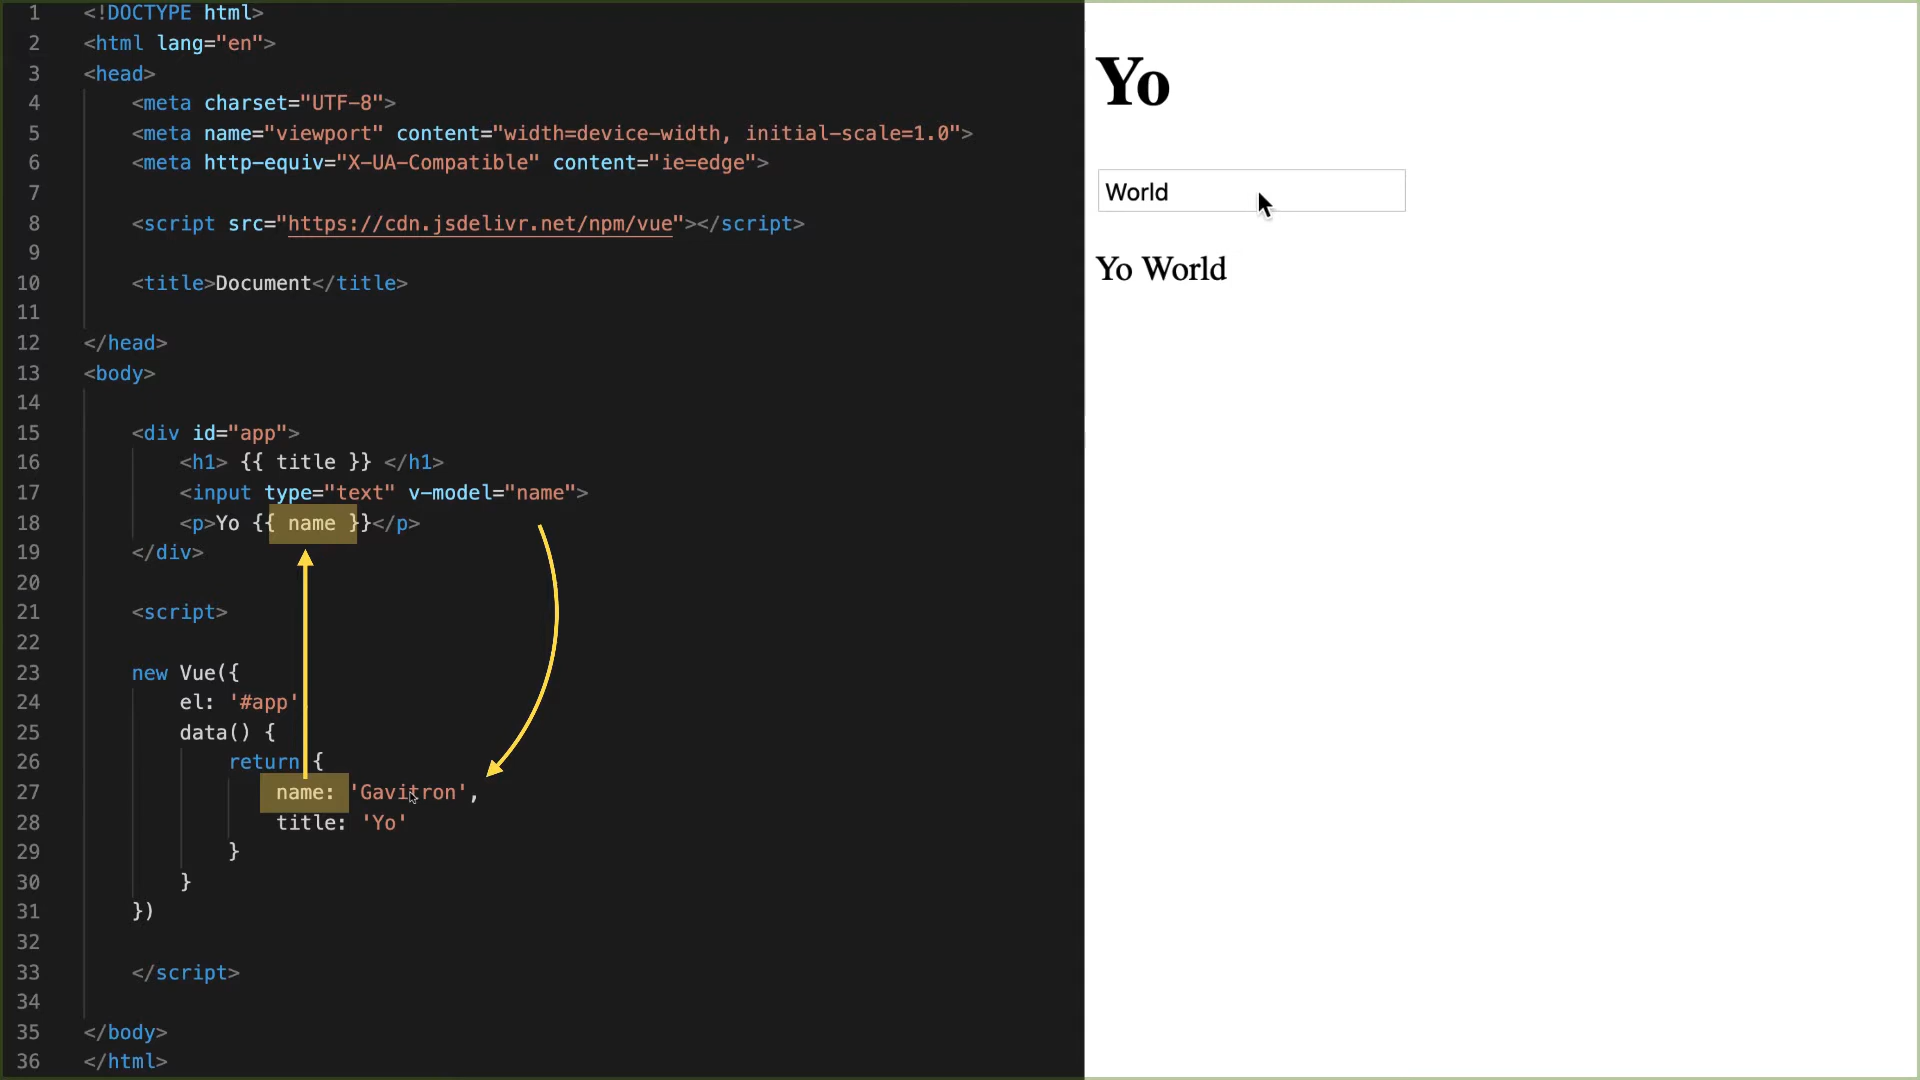 1 <!DOCTYPE html>
2 <html lang="en">
3 <head>
4 <meta charset="UTF-8">
5 <meta name="viewport" content="width=device-width, initial-scale=1.0">
6 <meta http-equiv="X-UA-Compatible" content="ie=edge">
7
8 <script src="https://cdn.jsdelivr.net/npm/vue"></script>
9
10 <title>Document</title>
11
12 </head>
13 <body>
14
15 <div id="app">
16 <h1> {{ title }} </h1>
17 <input type="text" v-model="name">
18 <p>Yo {{ name }}</p>
19 </div>
20
21 <script>
22
23 new Vue({
24 el: '#app'
25 data() {
26 return {
27 name: 'Gavitron',
28 title: 'Yo'
29 }
30 }
31 })
32
33 </script>
34
35 </body>
36 </html>
Yo
World
Yo World